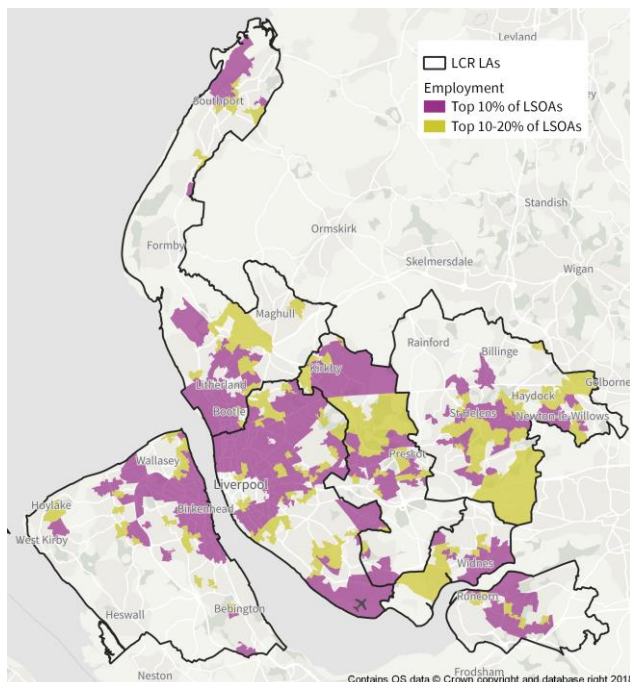 Leyland
LCR LAs
Employment
Top 10% of LSOAs
Top 10-20% of LSOAs
Southport
Standish
Ormskirk
Formby
Skelmersdale
Wigan
Maghull
Rainford
Billinge
Kirkby
Golborne
Litherland
Haydock
Bootle
St Helens
Newton-le-Willows
Wallasey
Prescot
Liverpool
Hoylake
Birkenhead
West Kirby
Widnes
Runcorn
Heswall
Bebington
Neston
Frodsham
Contains OS data © Crown copyright and database right 2018